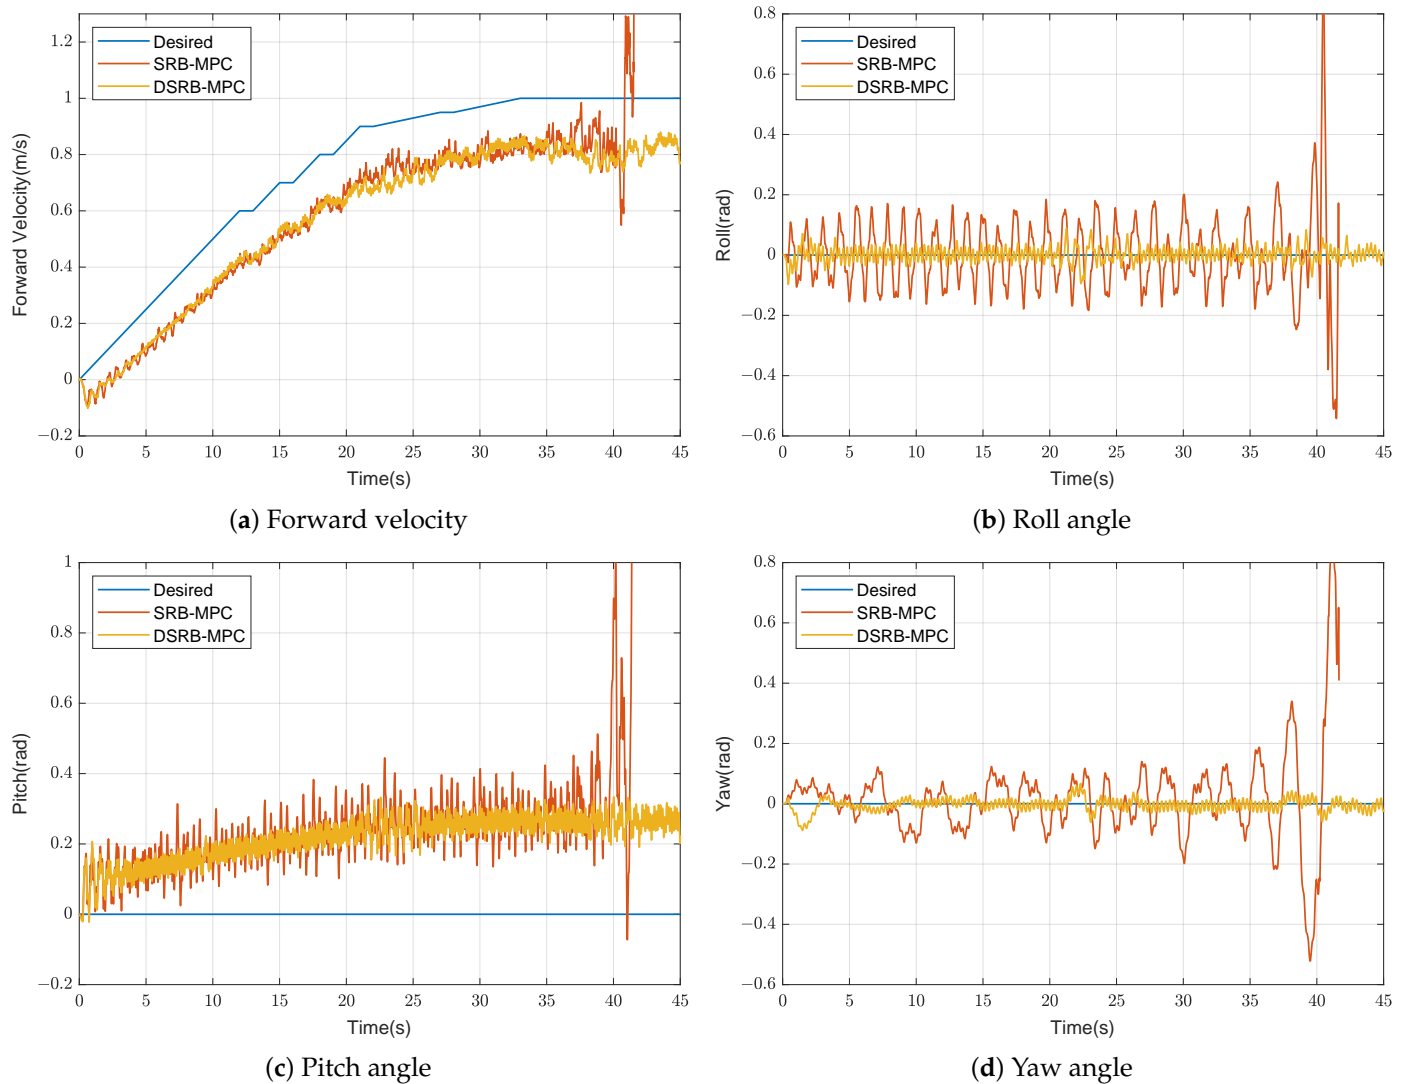 Forward Velocity(m/s)
1.2
1
0.8
0.6
0.4
0.2
0
−0.2
Desired
SRB-MPC
DSRB-MPC
0 5 10 15 20 25 30 35 40 45
Time(s)
(a) Forward velocity
Roll(rad)
0.8
0.6
0.4
0.2
0
−0.2
−0.4
−0.6
Desired
SRB-MPC
DSRB-MPC
0 5 10 15 20 25 30 35 40 45
Time(s)
(b) Roll angle
Pitch(rad)
1
0.8
0.6
0.4
0.2
0
−0.2
Desired
SRB-MPC
DSRB-MPC
0 5 10 15 20 25 30 35 40 45
Time(s)
(c) Pitch angle
Yaw(rad)
0.8
0.6
0.4
0.2
0
−0.2
−0.4
−0.6
Desired
SRB-MPC
DSRB-MPC
0 5 10 15 20 25 30 35 40 45
Time(s)
(d) Yaw angle